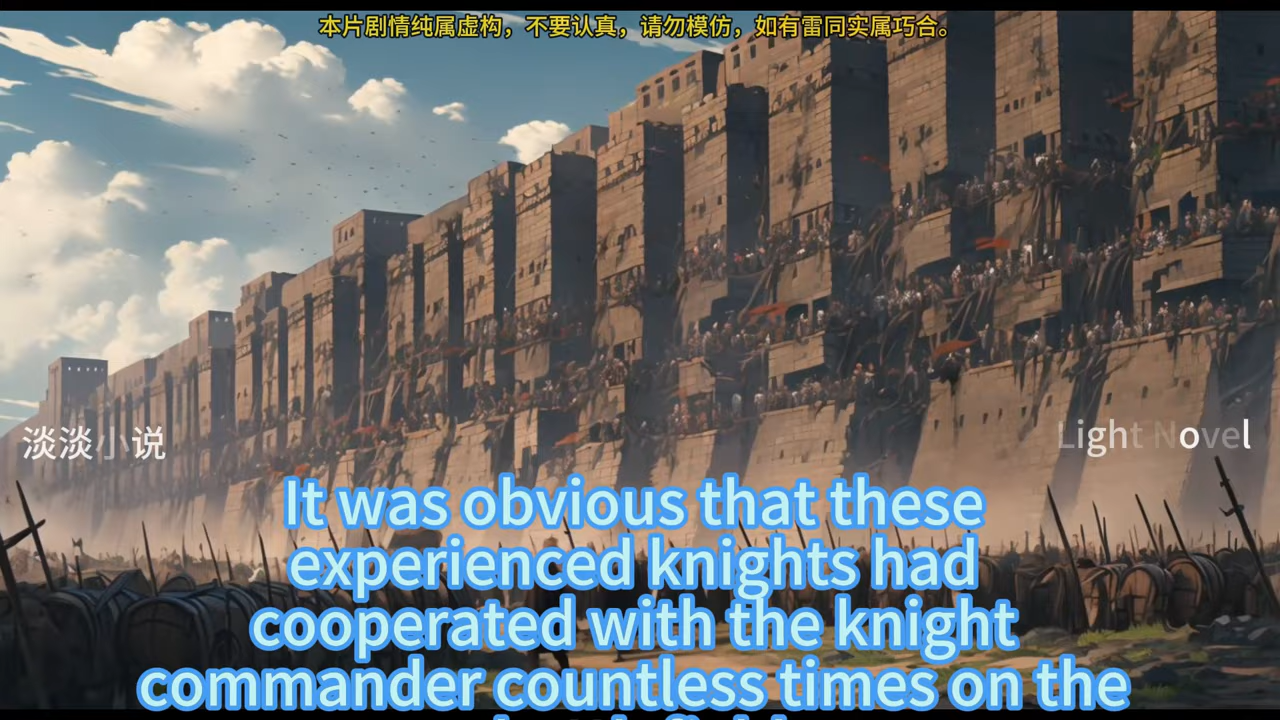 本片剧情纯属虚构，不要认真，请勿模仿，如有雷同实属巧合。
淡淡小说
Light Novel
It was obvious that these
experienced knights had
cooperated with the knight
commander countless times on the